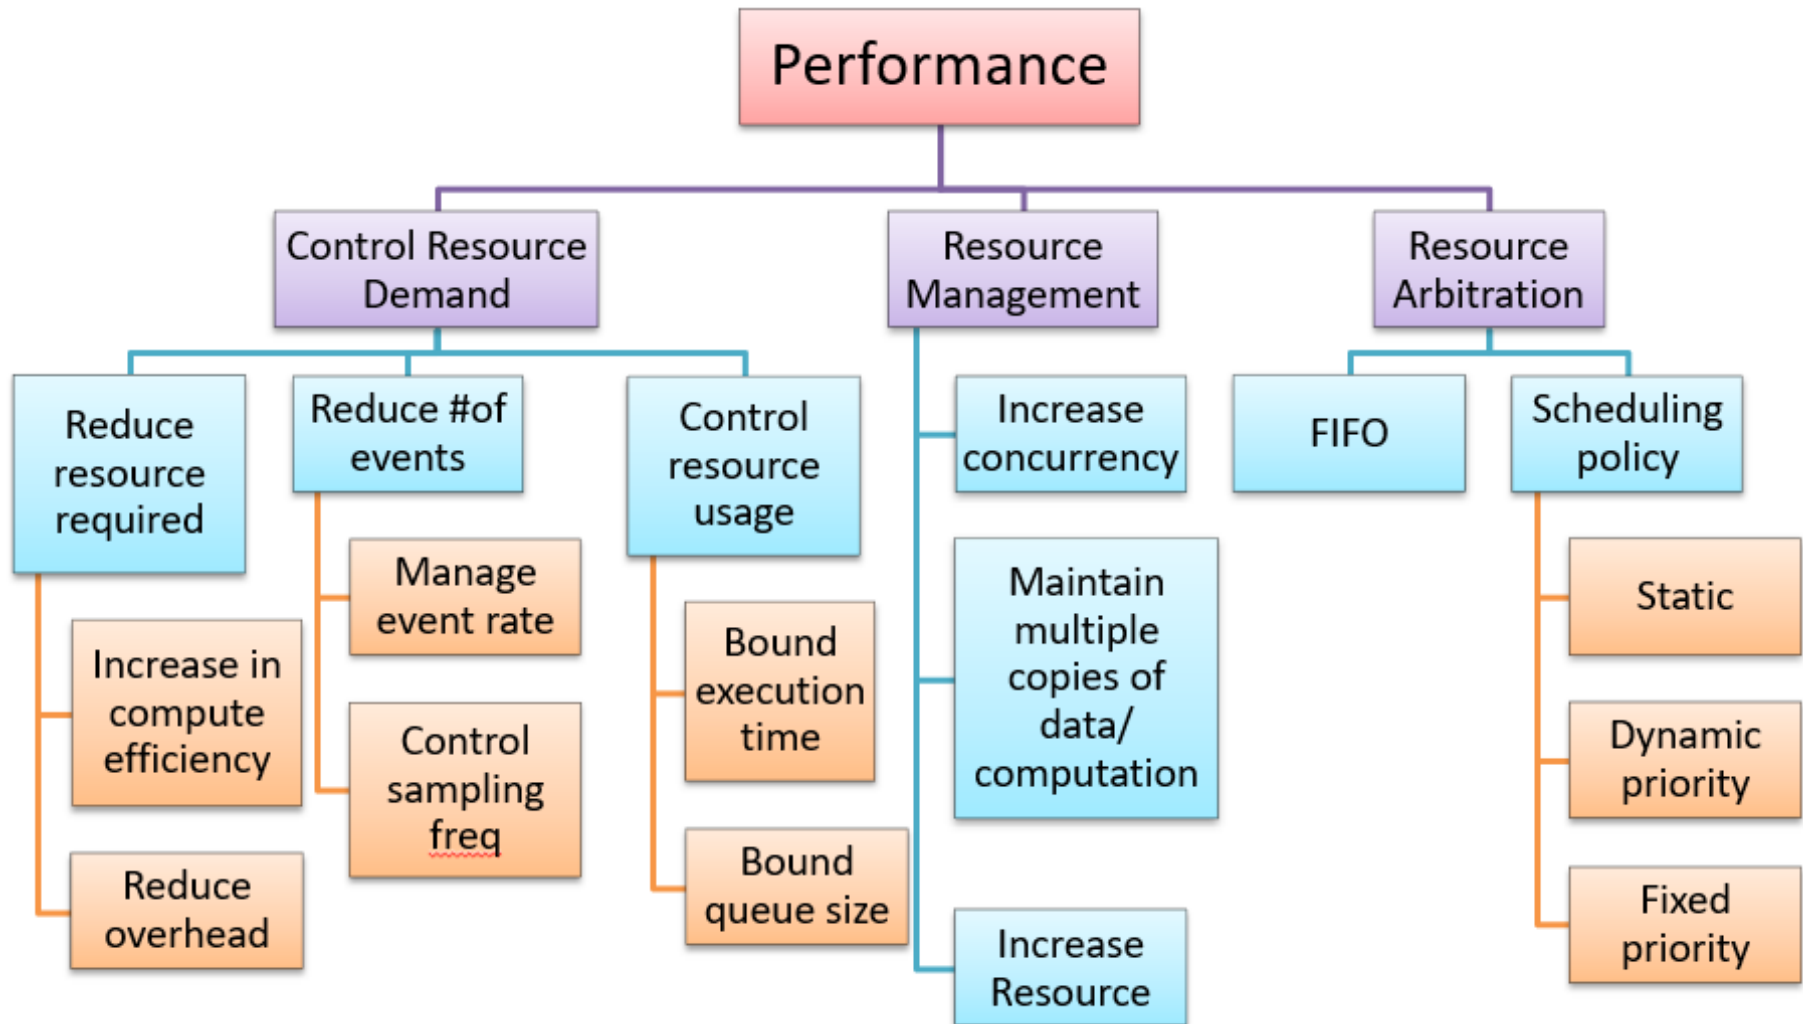 Performance
Control Resource
Demand
Resource
Management
Resource
Arbitration
Reduce
resource
required
Increase in
compute
efficiency
Reduce
overhead
Reduce #of
events
Manage
event rate
Control
sampling
freq
Control
resource
usage
Bound
execution
time
Bound
queue size
Increase
concurrency
Maintain
multiple
copies of
data/
computation
Increase
Resource
FIFO
Scheduling
policy
Static
Dynamic
priority
Fixed
priority